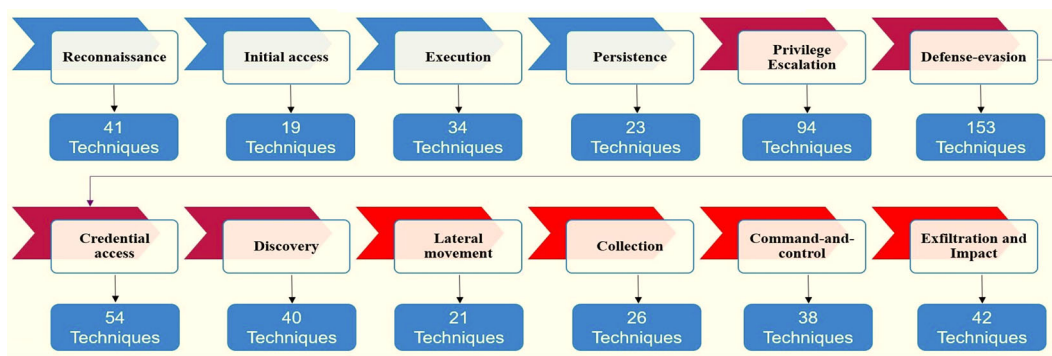 Reconnaissance
Initial access
Execution
Persistence
Privilege
Escalation
Defense-evasion
41
Techniques
19
Techniques
34
Techniques
23
Techniques
94
Techniques
153
Techniques
Credential
access
Discovery
Lateral
movement
Collection
Command-and-
control
Exfiltration and
Impact
54
Techniques
40
Techniques
21
Techniques
26
Techniques
38
Techniques
42
Techniques